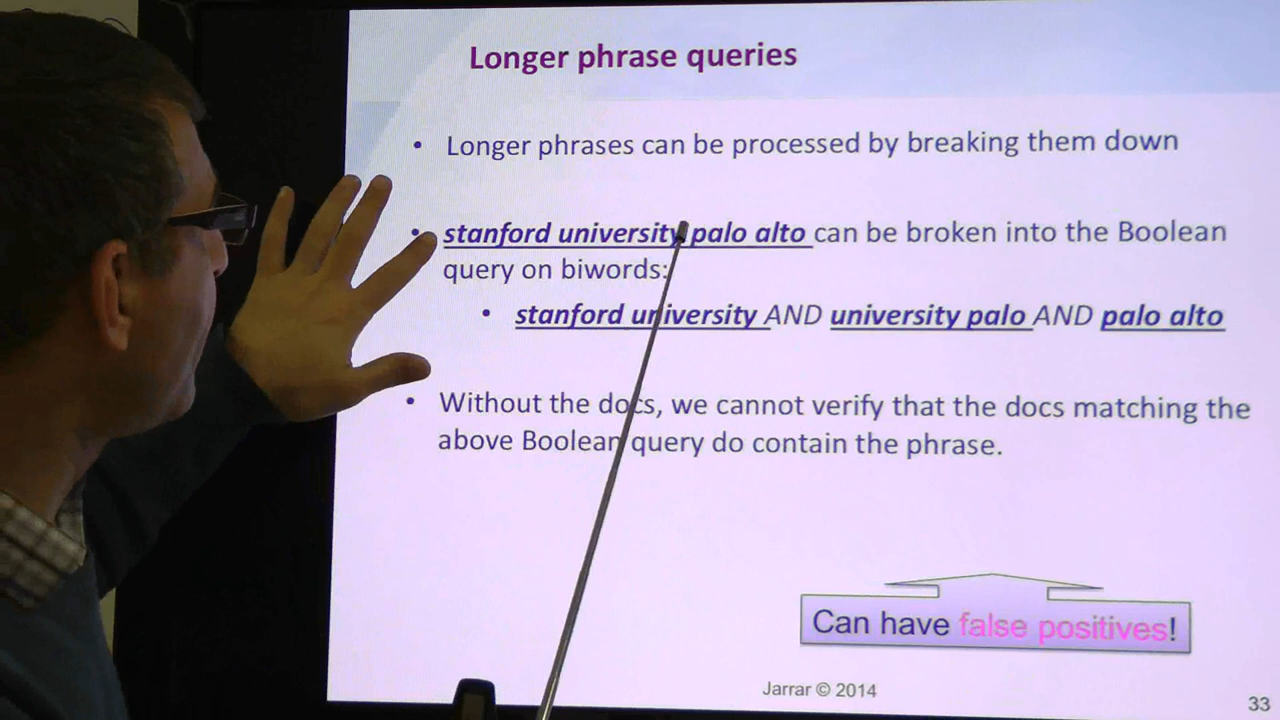 Longer phrase queries
• Longer phrases can be processed by breaking them down
• stanford university palo alto can be broken into the Boolean
query on biwords:
• stanford university AND university palo AND palo alto
• Without the docs, we cannot verify that the docs matching the
above Boolean query do contain the phrase.
Can have false positives!
Jarrar © 2014
33